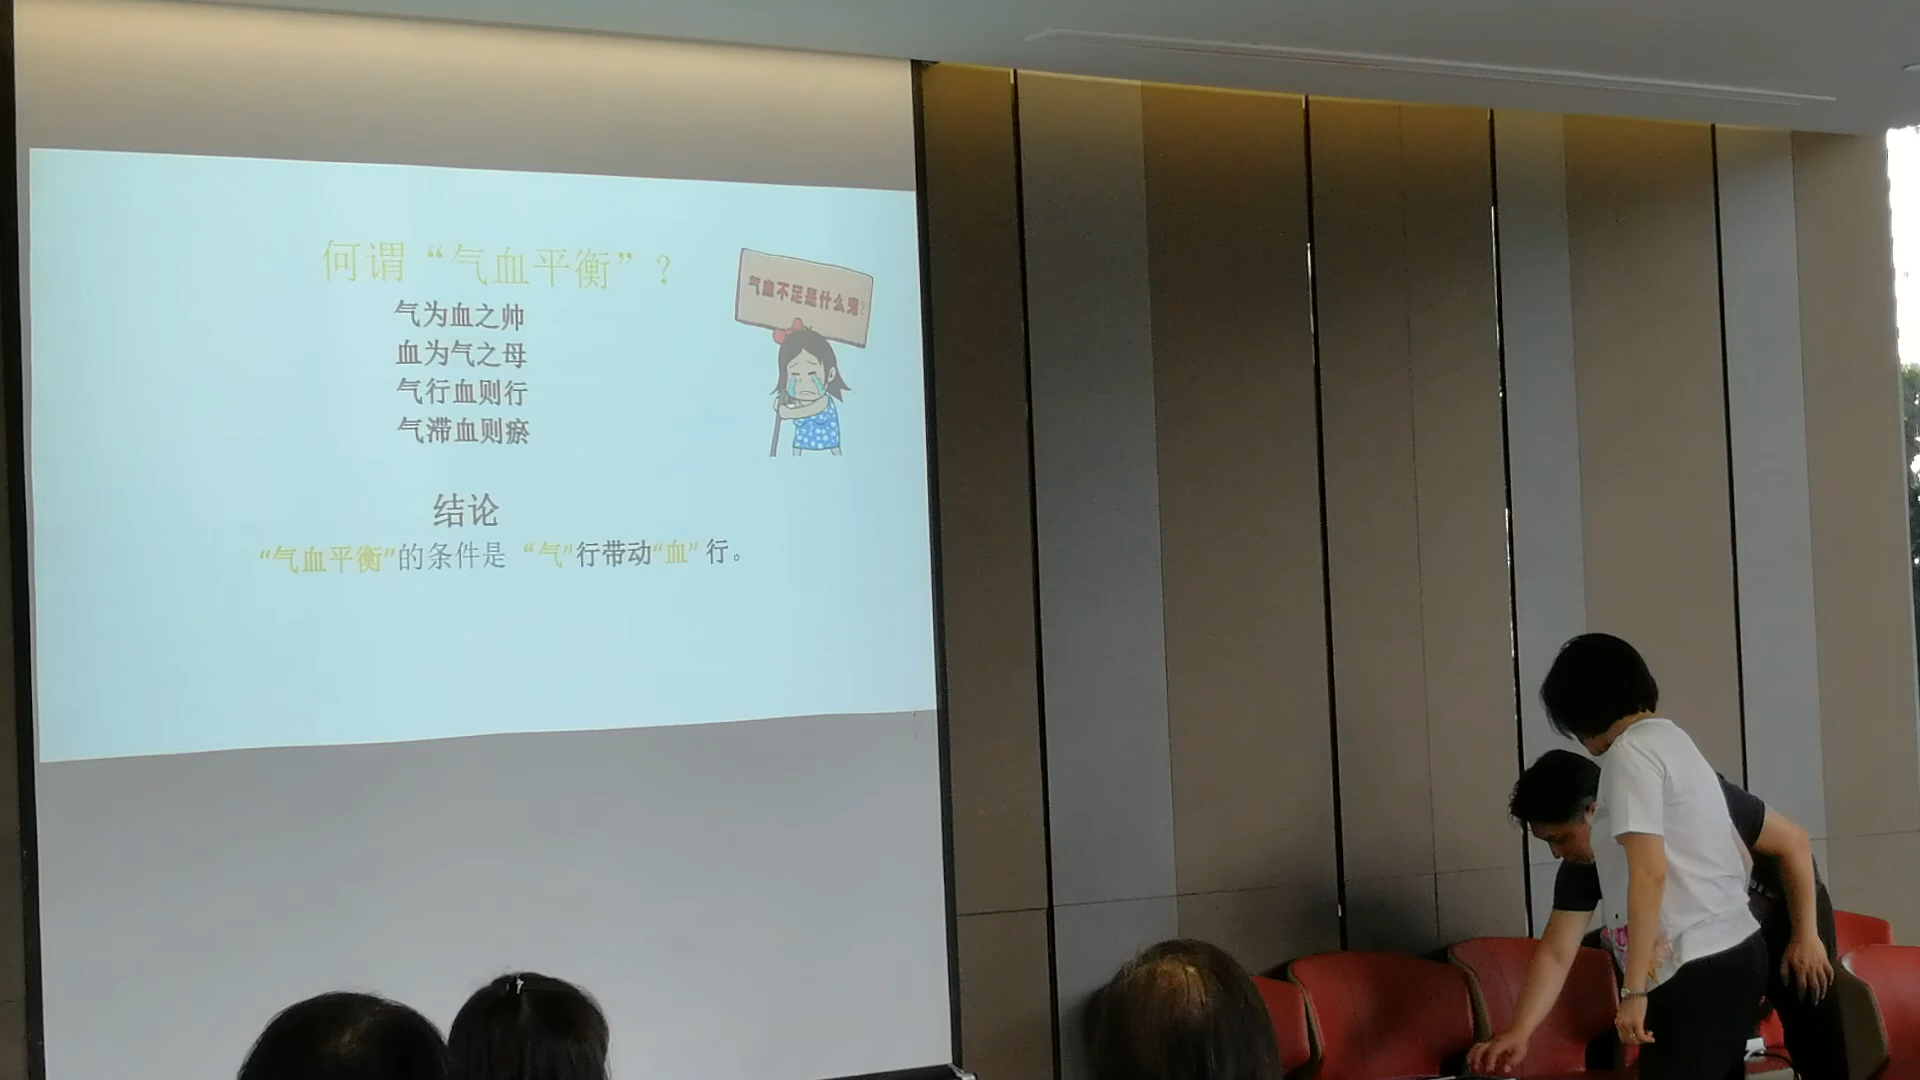 何谓“气血平衡”？
气血不足是什么鬼?
气为血之帅
血为气之母
气行血则行
气滞血则瘀
结论
“气血平衡”的条件是 “气”行带动“血” 行。